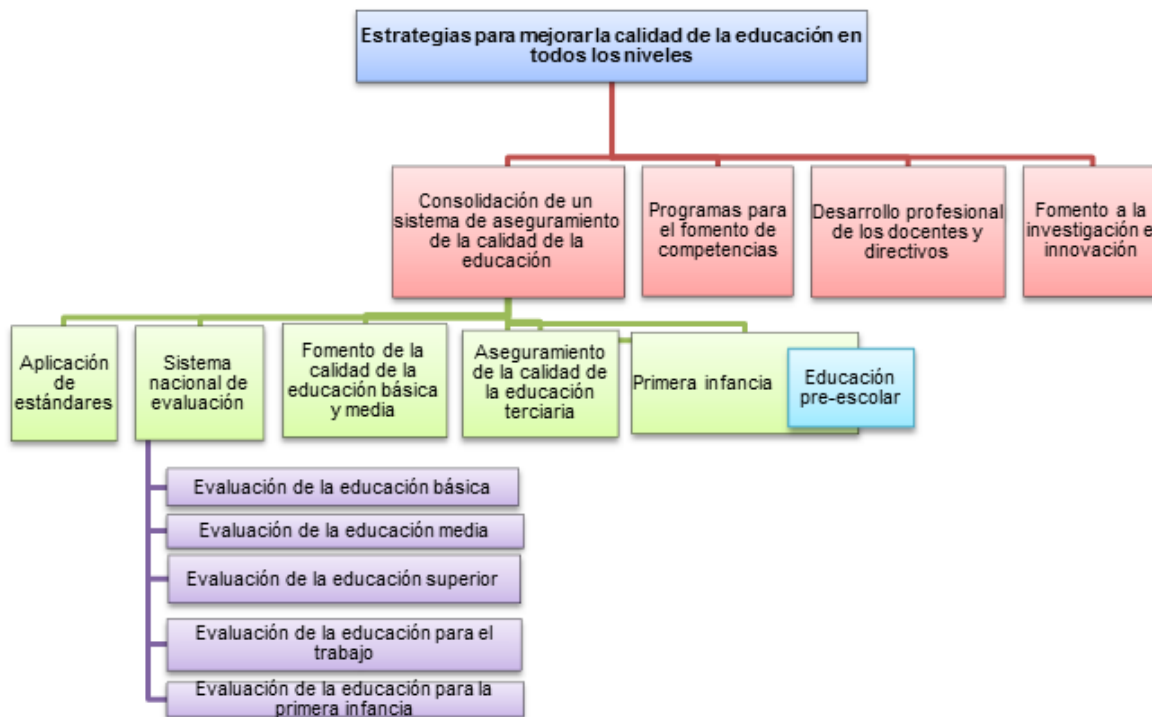 Estrategias para mejorar la calidad de la educación en
todos los niveles
Consolidación de un
sistema de aseguramiento
de la calidad de la
educación
Programas para
el fomento de
competencias
Desarrollo profesional
de los docentes y
directivos
Fomento a la
investigación e
innovación
Aplicación
de
estándares
Sistema
nacional de
evaluación
Fomento de la
calidad de la
educación básica
y media
Aseguramiento
de la calidad de
la educación
terciaria
Primera infancia
Educación
pre-escolar
Evaluación de la educación básica
Evaluación de la educación media
Evaluación de la educación superior
Evaluación de la educación para el
trabajo
Evaluación de la educación para la
primera infancia